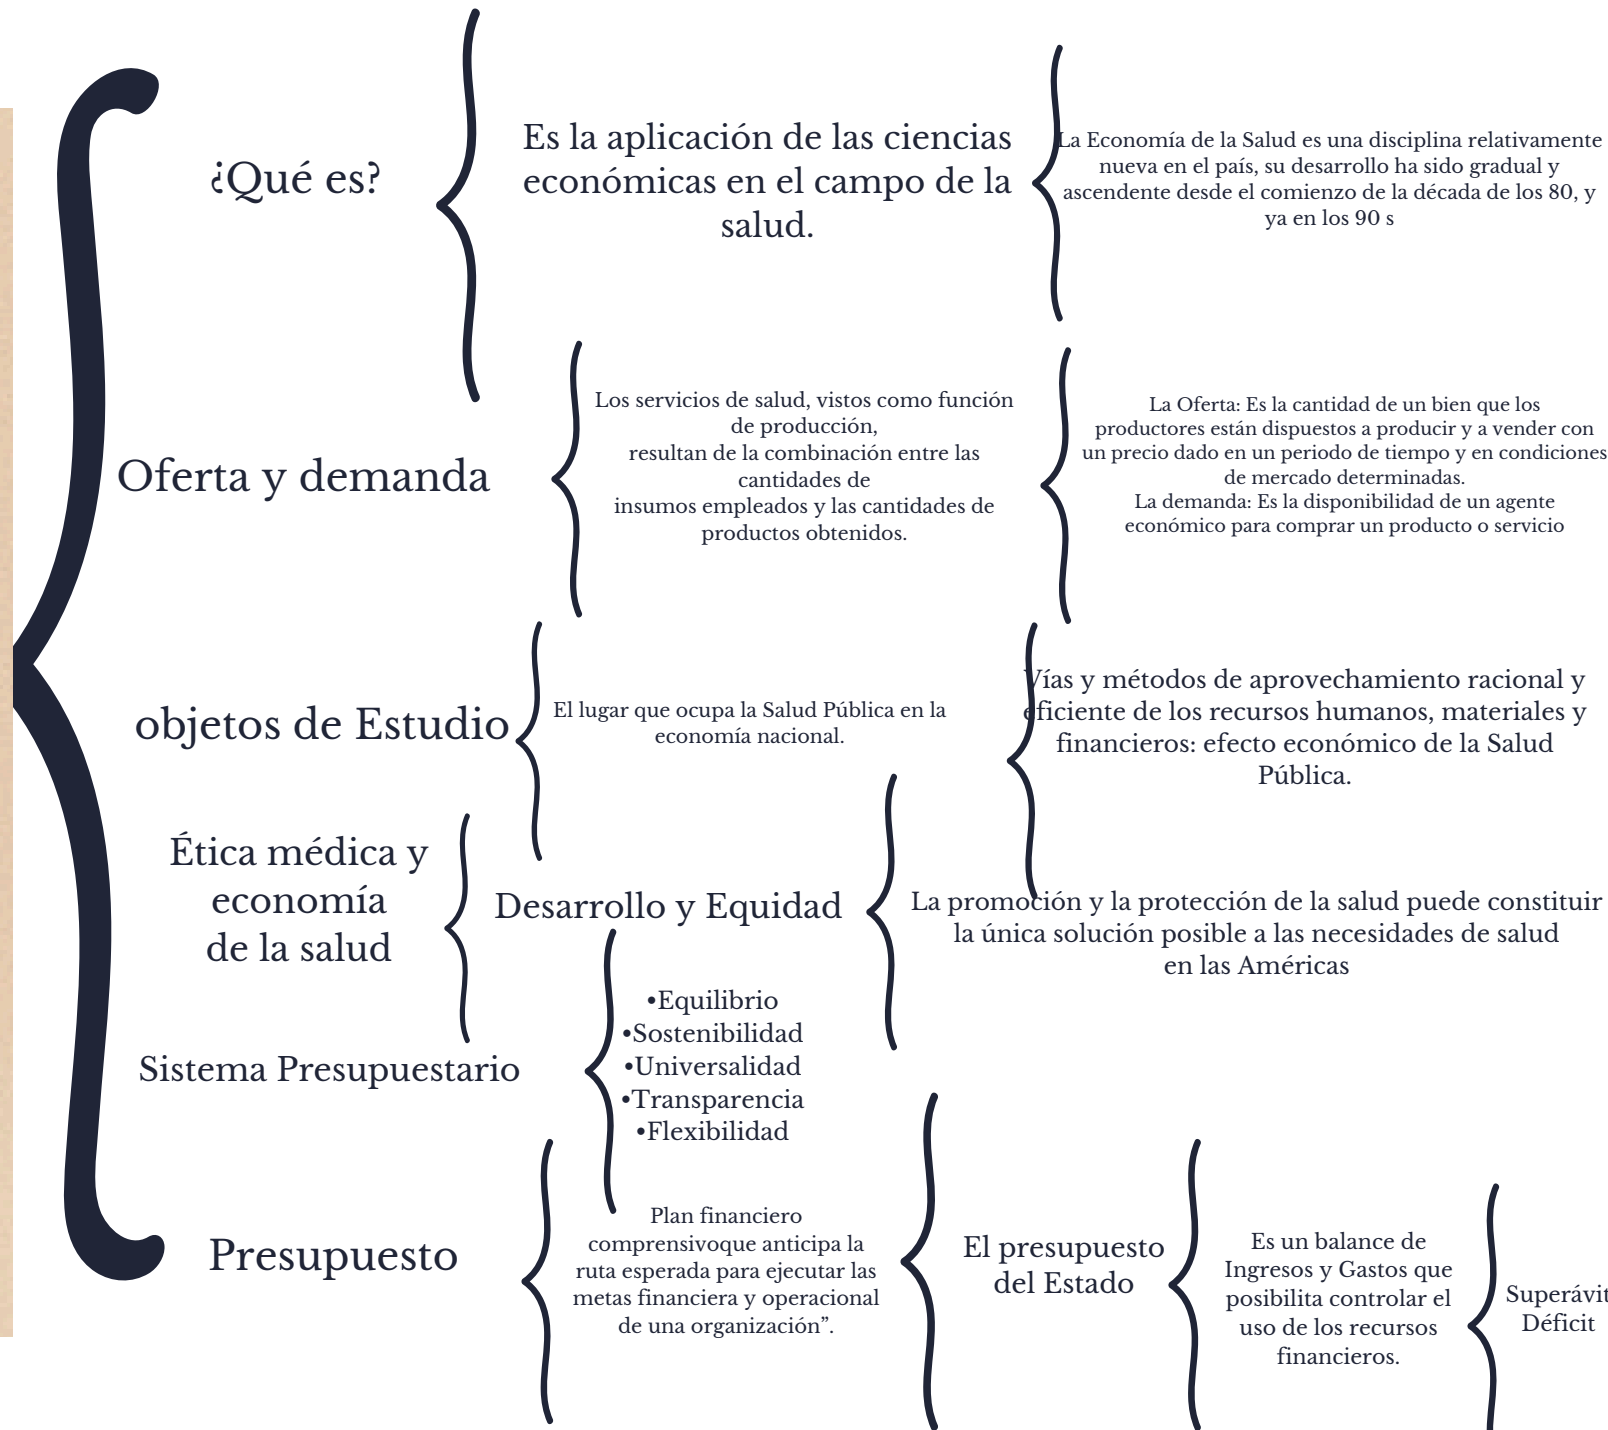 ¿Qué es?
Es la aplicación de las ciencias
económicas en el campo de la
salud.
La Economía de la Salud es una disciplina relativamente
nueva en el país, su desarrollo ha sido gradual y
ascendente desde el comienzo de la década de los 80, y
ya en los 90 s
Oferta y demanda
Los servicios de salud, vistos como función
de producción,
resultan de la combinación entre las
cantidades de
insumos empleados y las cantidades de
productos obtenidos.
La Oferta: Es la cantidad de un bien que los
productores están dispuestos a producir y a vender con
un precio dado en un periodo de tiempo y en condiciones
de mercado determinadas.
La demanda: Es la disponibilidad de un agente
económico para comprar un producto o servicio
objetos de Estudio
El lugar que ocupa la Salud Pública en la
economía nacional.
Vías y métodos de aprovechamiento racional y
eficiente de los recursos humanos, materiales y
financieros: efecto económico de la Salud
Pública.
Ética médica y
economía
de la salud
Desarrollo y Equidad
La promoción y la protección de la salud puede constituir
la única solución posible a las necesidades de salud
en las Américas
Sistema Presupuestario
•Equilibrio
•Sostenibilidad
•Universalidad
•Transparencia
•Flexibilidad
Presupuesto
Plan financiero
comprensivoque anticipa la
ruta esperada para ejecutar las
metas financiera y operacional
de una organización”.
El presupuesto
del Estado
Es un balance de
Ingresos y Gastos que
posibilita controlar el
uso de los recursos
financieros.
Superávit
Déficit